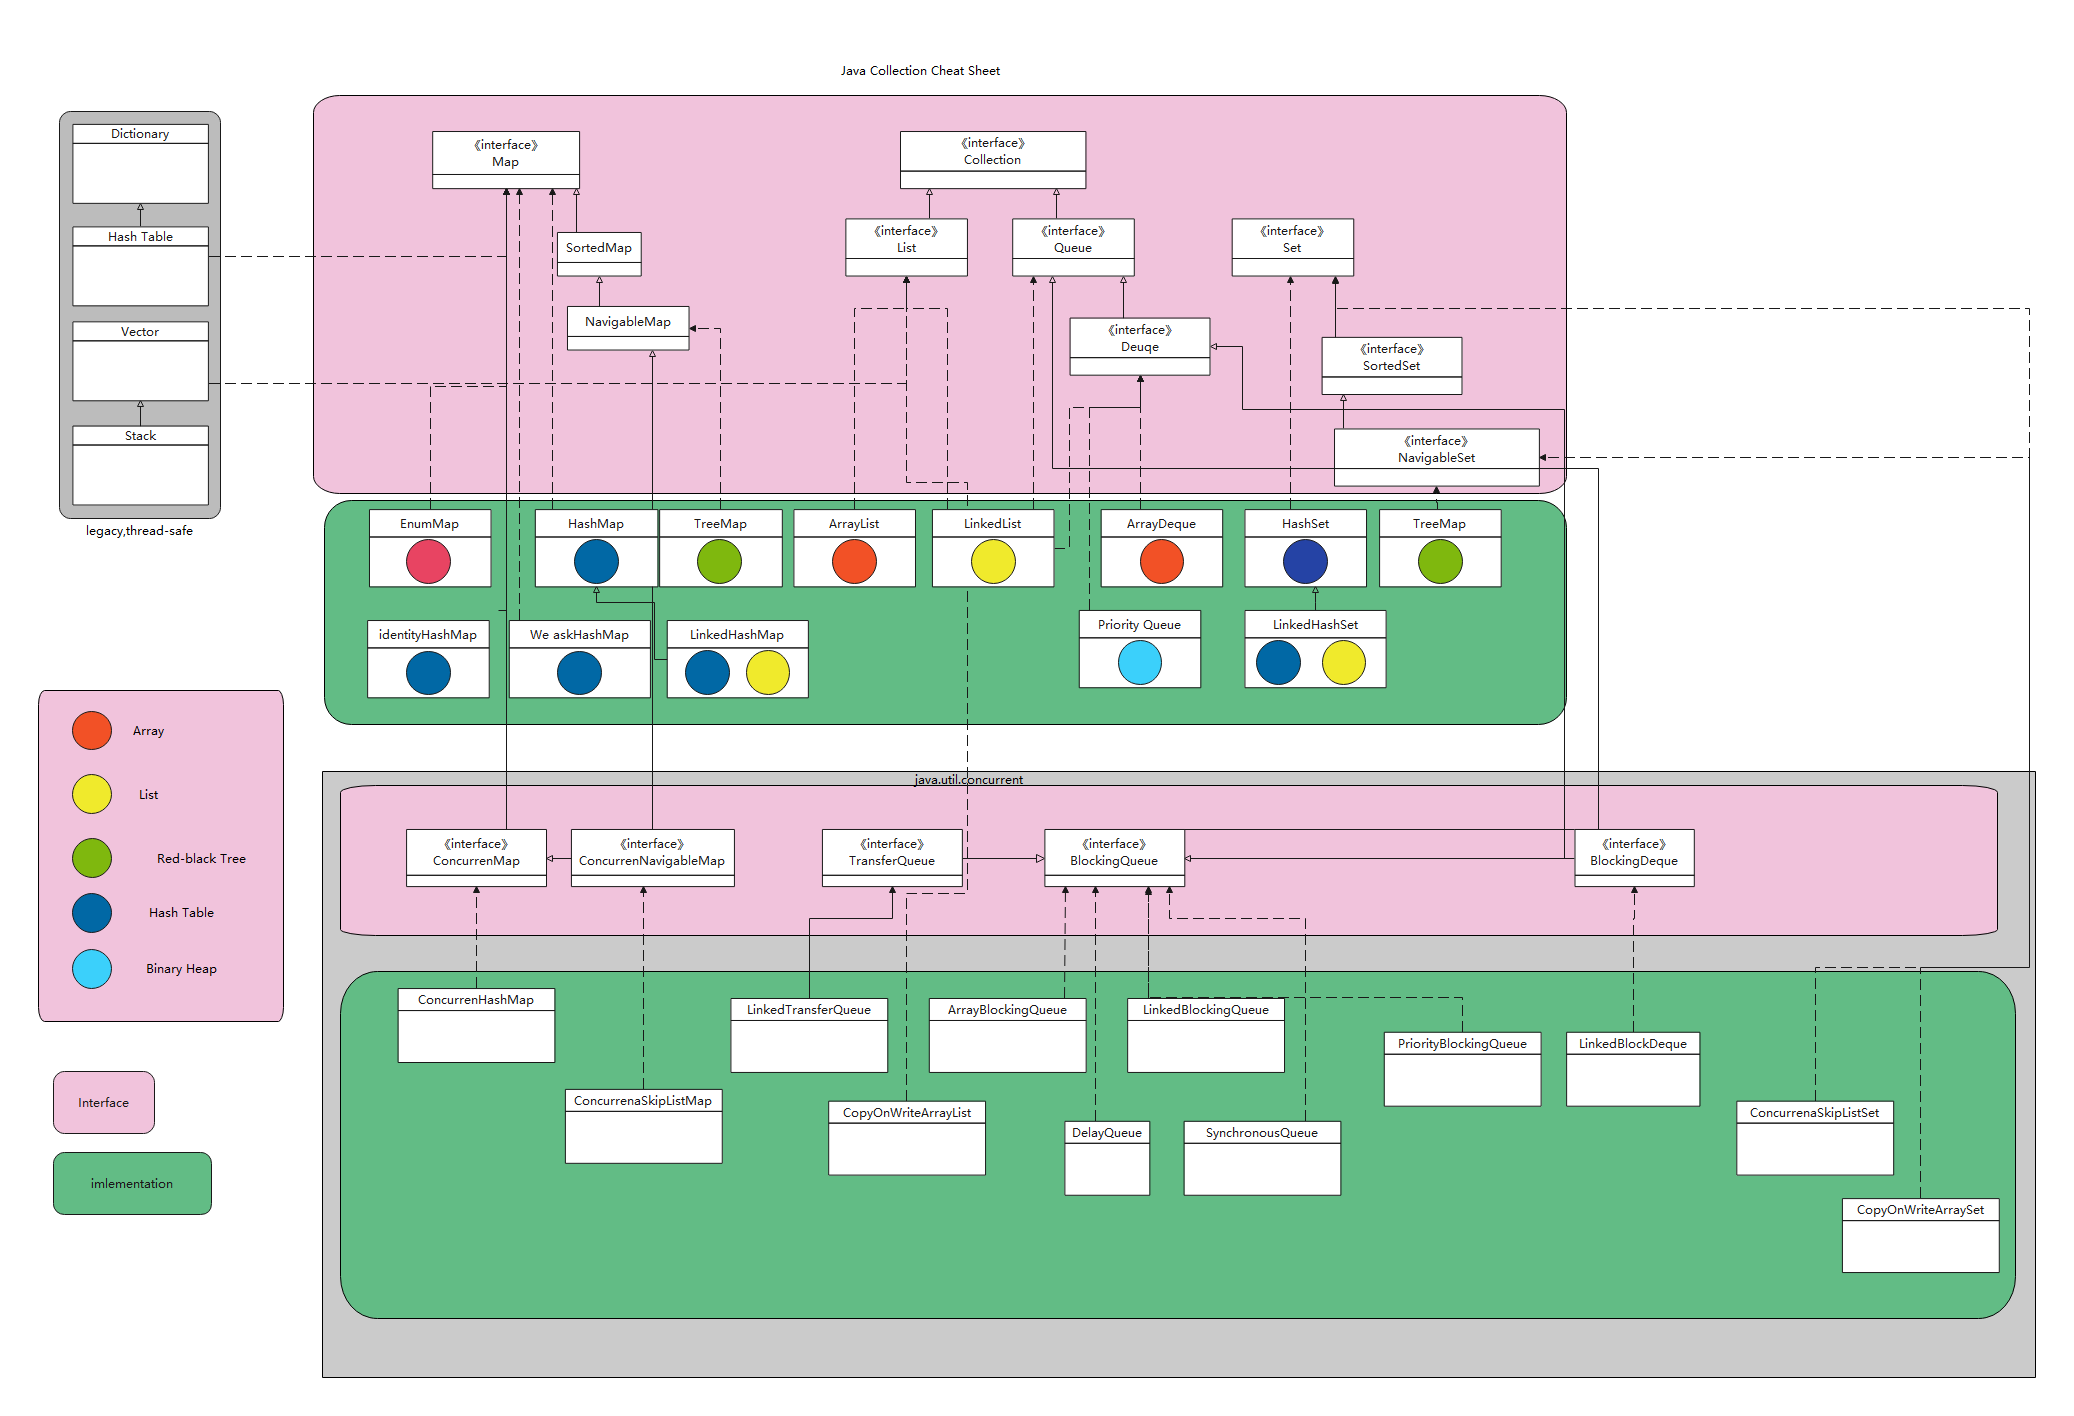 Java Collection Cheat Sheet
Dictionary
Hash Table
Vector
Stack
legacy,thread-safe
《interface》
Map
《interface》
Collection
SortedMap
NavigableMap
《interface》
List
《interface》
Queue
《interface》
Set
《interface》
Deuqe
《interface》
SortedSet
《interface》
NavigableSet
EnumMap
HashMap
TreeMap
ArrayList
LinkedList
ArrayDeque
HashSet
TreeMap
identityHashMap
We askHashMap
LinkedHashMap
Priority Queue
LinkedHashSet
Array
List
Red-black Tree
Hash Table
Binary Heap
Interface
imlementation
java.util.concurrent
《interface》
ConcurrenMap
《interface》
ConcurrenNavigableMap
《interface》
TransferQueue
《interface》
BlockingQueue
《interface》
BlockingDeque
ConcurrenHashMap
LinkedTransferQueue
ArrayBlockingQueue
LinkedBlockingQueue
PriorityBlockingQueue
LinkedBlockDeque
ConcurrenaSkipListMap
CopyOnWriteArrayList
DelayQueue
SynchronousQueue
ConcurrenaSkipListSet
CopyOnWriteArraySet